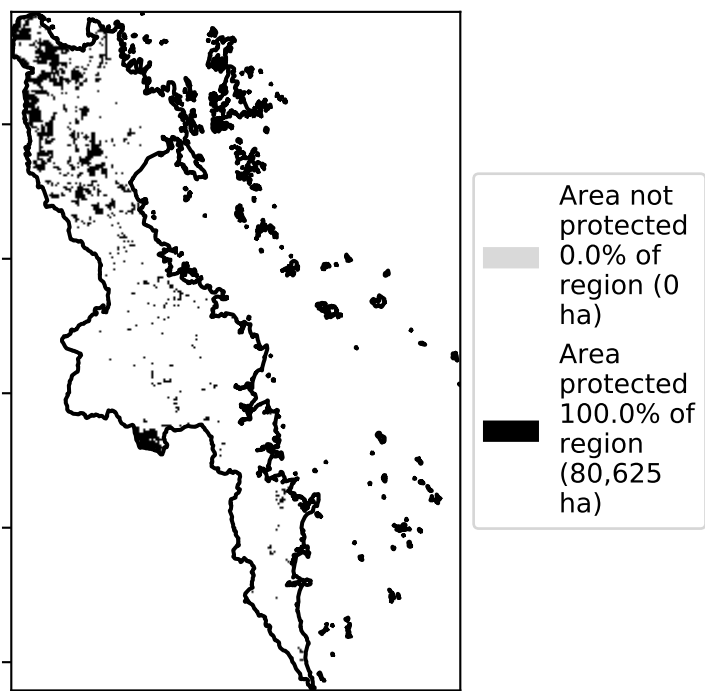 Area not
protected
0.0% of
region (0
ha)
Area
protected
100.0% of
region
(80,625
ha)